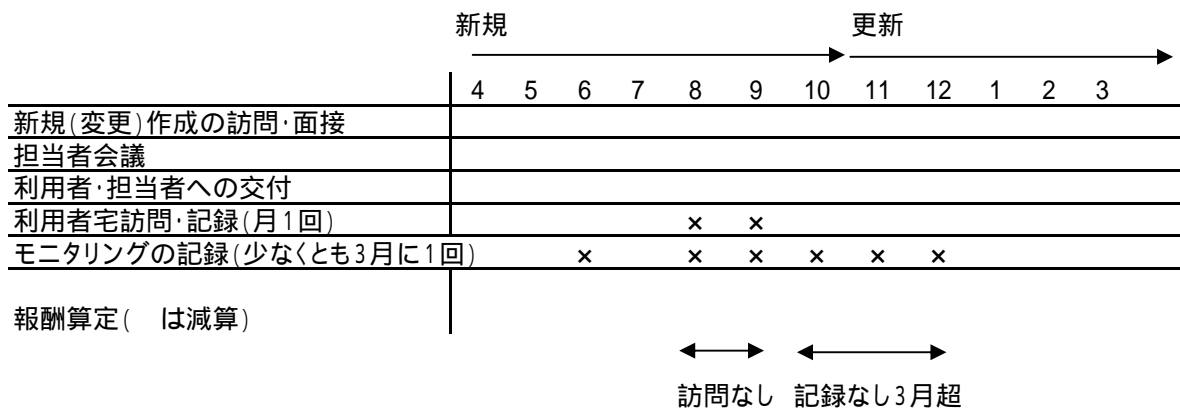 新規 更新
4 5 6 7 8 9 10 11 12 1 2 3
新規(変更)作成の訪問・面接
担当者会議
利用者・担当者への交付
利用者宅訪問・記録(月1回) × ×
モニタリングの記録(少なくとも3月に1回) × × × × × ×
報酬算定( は減算)
訪問なし 記録なし3月超